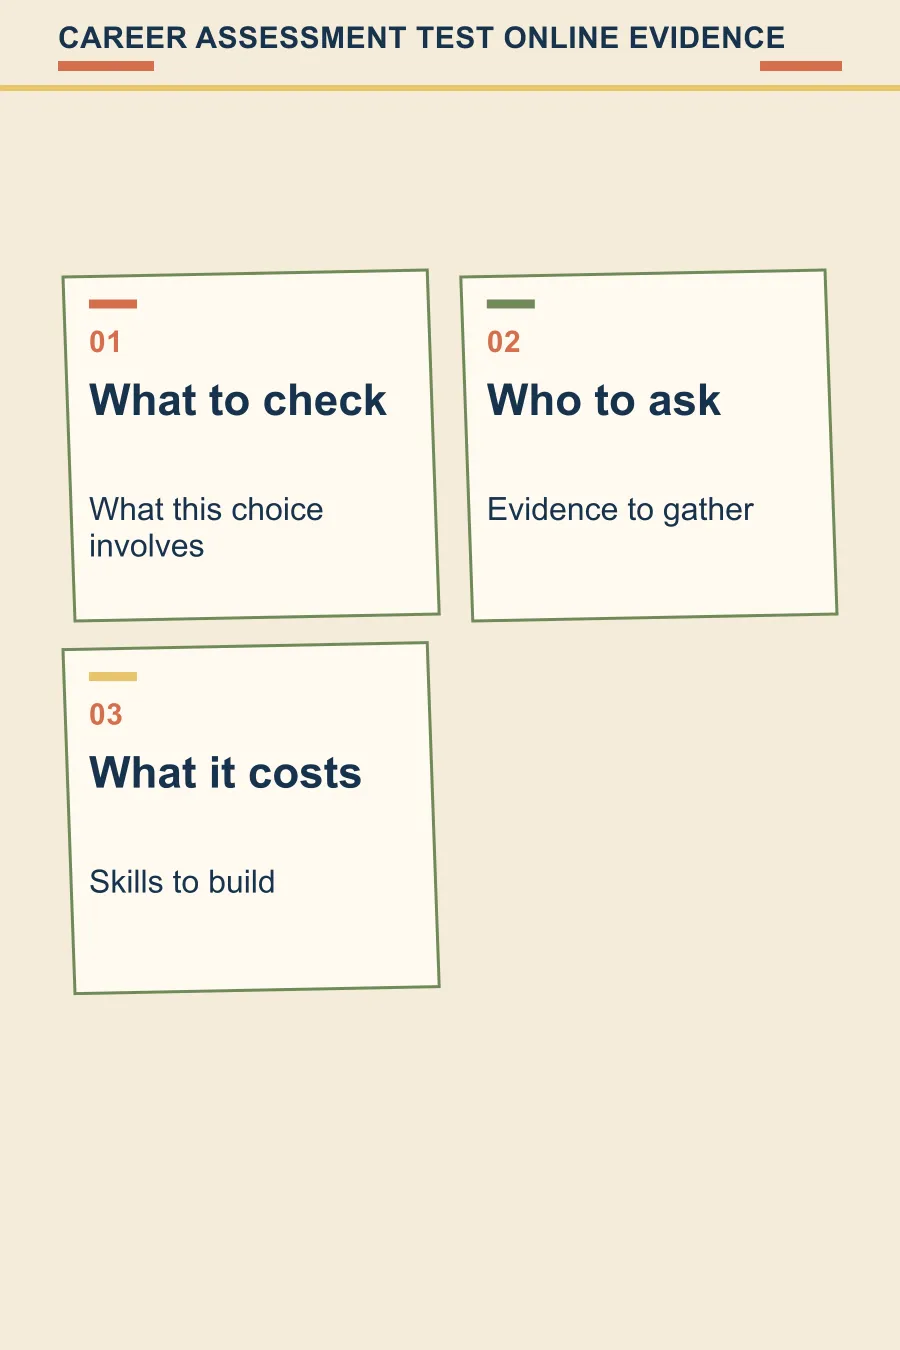 CAREER ASSESSMENT TEST ONLINE EVIDENCE
01
What to check
What this choice
involves
02
Who to ask
Evidence to gather
03
What it costs
Skills to build